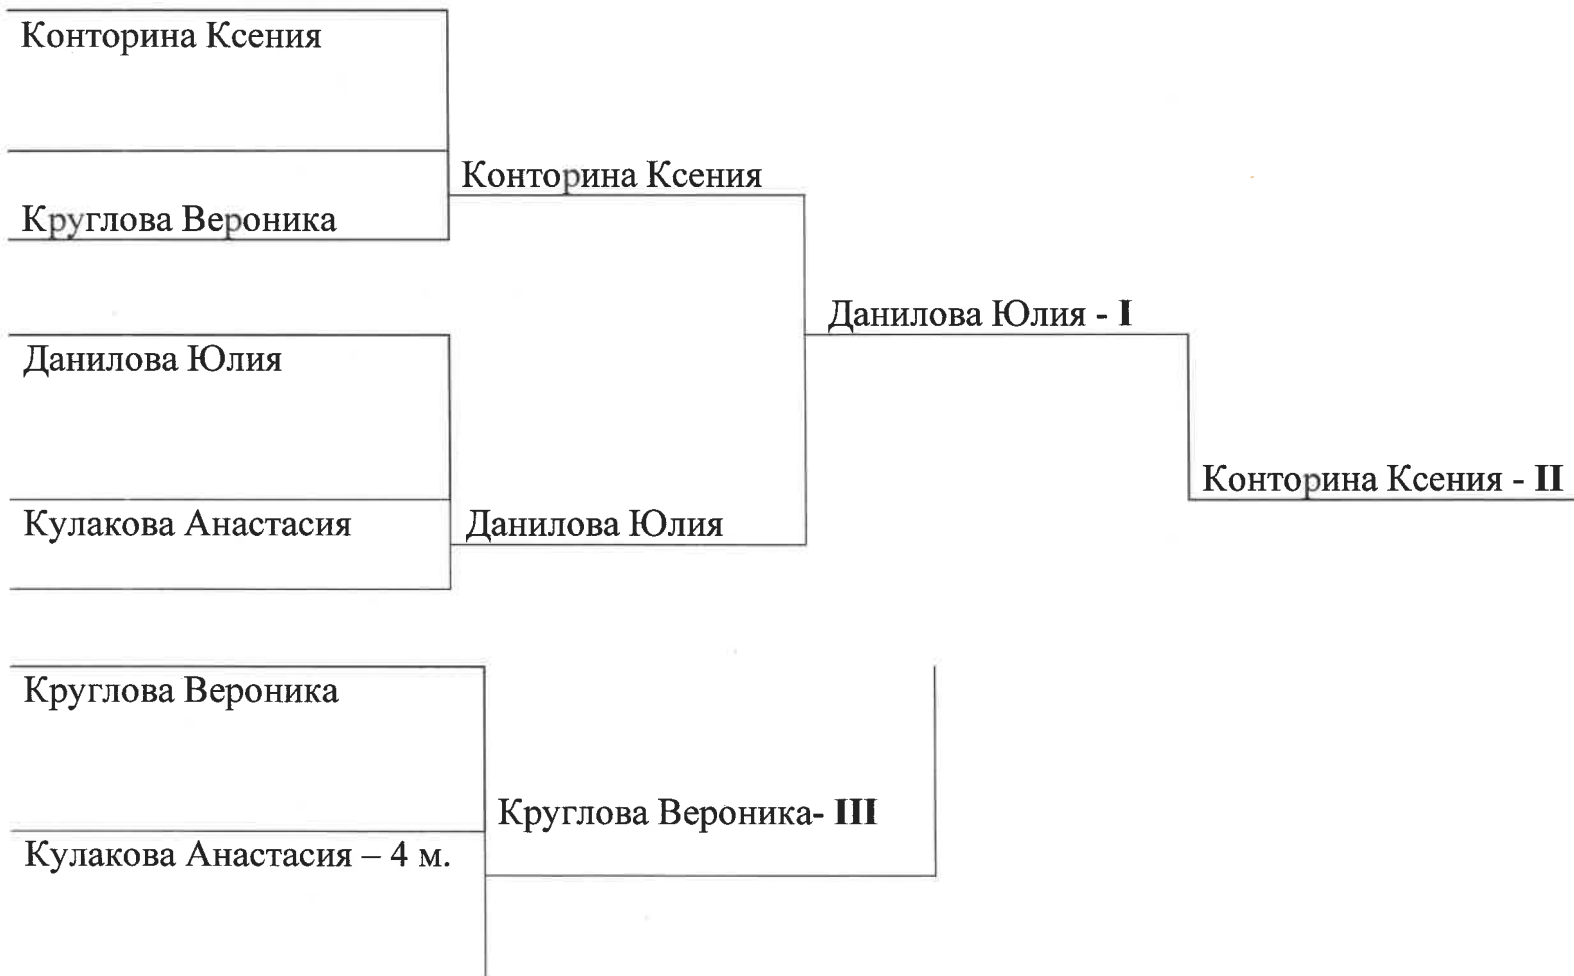 Конторина Ксения
Конторина Ксения
Круглова Вероника
Данилова Юлия - I
Данилова Юлия
Конторина Ксения - II
Кулакова Анастасия
Данилова Юлия
Круглова Вероника
Круглова Вероника- III
Кулакова Анастасия – 4 м.